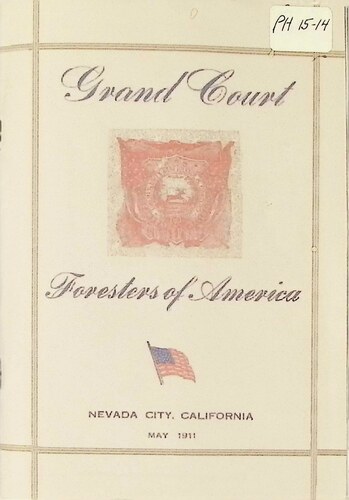 PH 15-14
Grand Court
Foresters of America
NEVADA CITY, CALIFORNIA
MAY 1911